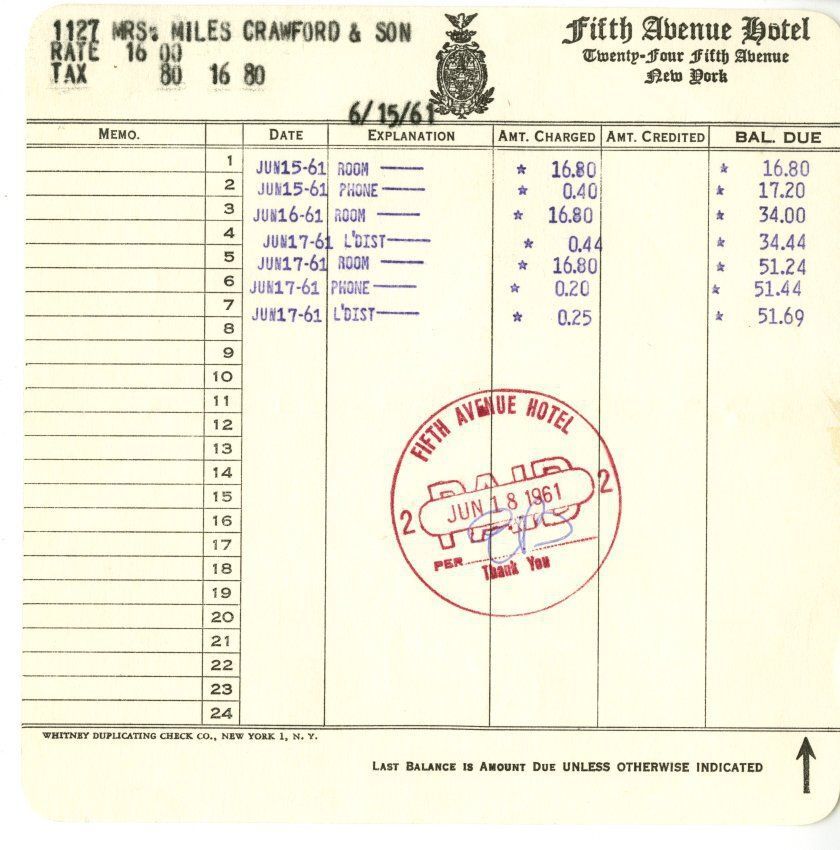 1127 MRS. MILES CRAWFORD & SON
RATE 16 00
TAX 80 16 80
6/15/61
Fifth Avenue Hotel
Twenty-Four Fifth Avenue
New York
MEMO. DATE EXPLANATION AMT. CHARGED AMT. CREDITED BAL. DUE
1 JUN15-61 ROOM * 16.80 * 16.80
2 JUN15-61 PHONE * 0.40 * 17.20
3 JUN16-61 ROOM * 16.80 * 34.00
4 JUN17-61 L'DIST * 0.44 * 34.44
5 JUN17-61 ROOM * 16.80 * 51.24
6 JUN17-61 PHONE * 0.20 * 51.44
7 JUN17-61 L'DIST * 0.25 * 51.69
8
9
10
11
12
13
14
15
16
17
18
19
20
21
22
23
24
FIFTH AVENUE HOTEL
PAID
2 JUN 18 1961 2
PER
Thank You
WHITNEY DUPLICATING CHECK CO., NEW YORK 1, N. Y.
LAST BALANCE IS AMOUNT DUE UNLESS OTHERWISE INDICATED